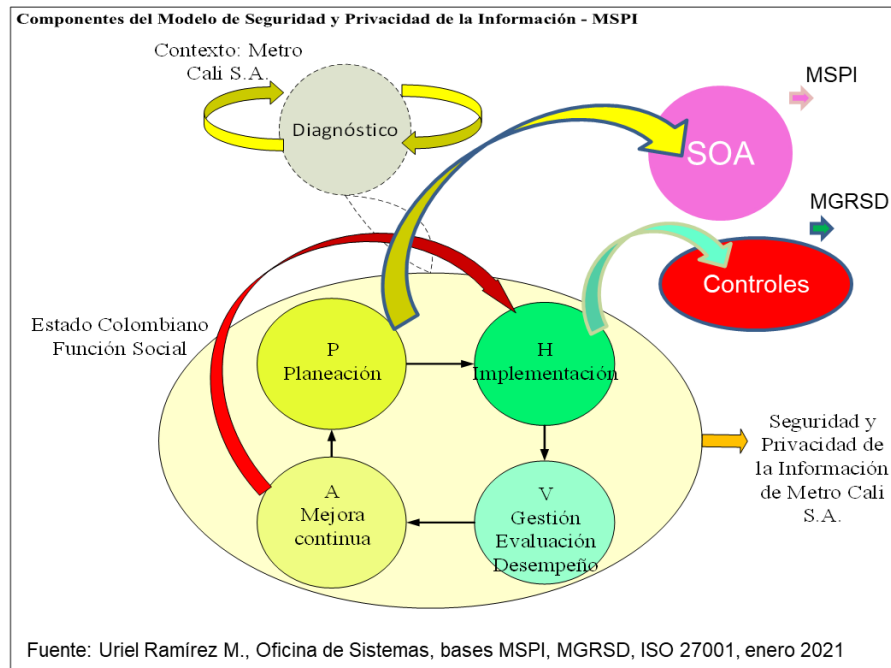 Componentes del Modelo de Seguridad y Privacidad de la Información - MSPI
Contexto: Metro
Cali S.A.
Diagnóstico
MSPI
SOA
MGRSD
Controles
Estado Colombiano
Función Social
P
Planeación
H
Implementación
A
Mejora
continua
V
Gestión
Evaluación
Desempeño
Seguridad y
Privacidad de
la Información
de Metro Cali
S.A.
Fuente: Uriel Ramírez M., Oficina de Sistemas, bases MSPI, MGRSD, ISO 27001, enero 2021